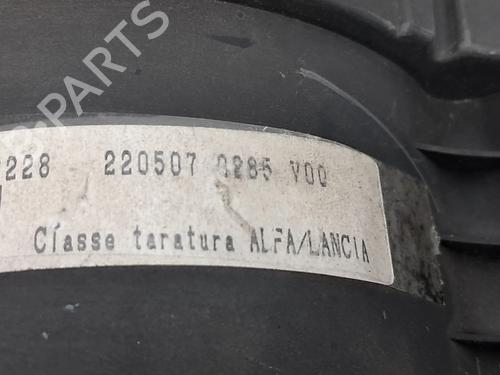 228 220507 0285 V00
Classe taratura ALFA/LANCIA